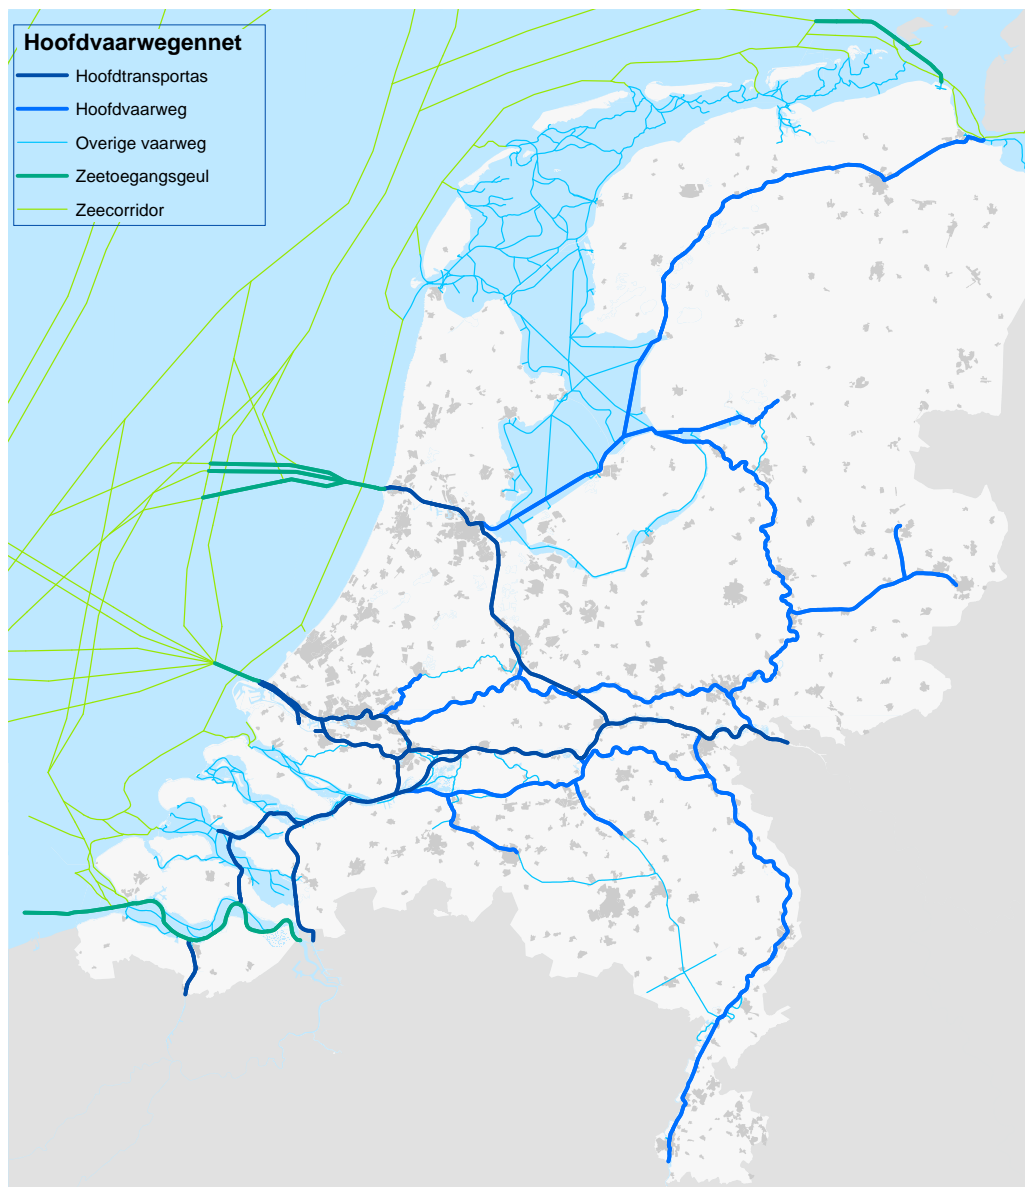 Hoofdvaarwegennet
Hoofdtransportas
Hoofdvaarweg
Overige vaarweg
Zeetoegangsgeul
Zeecorridor